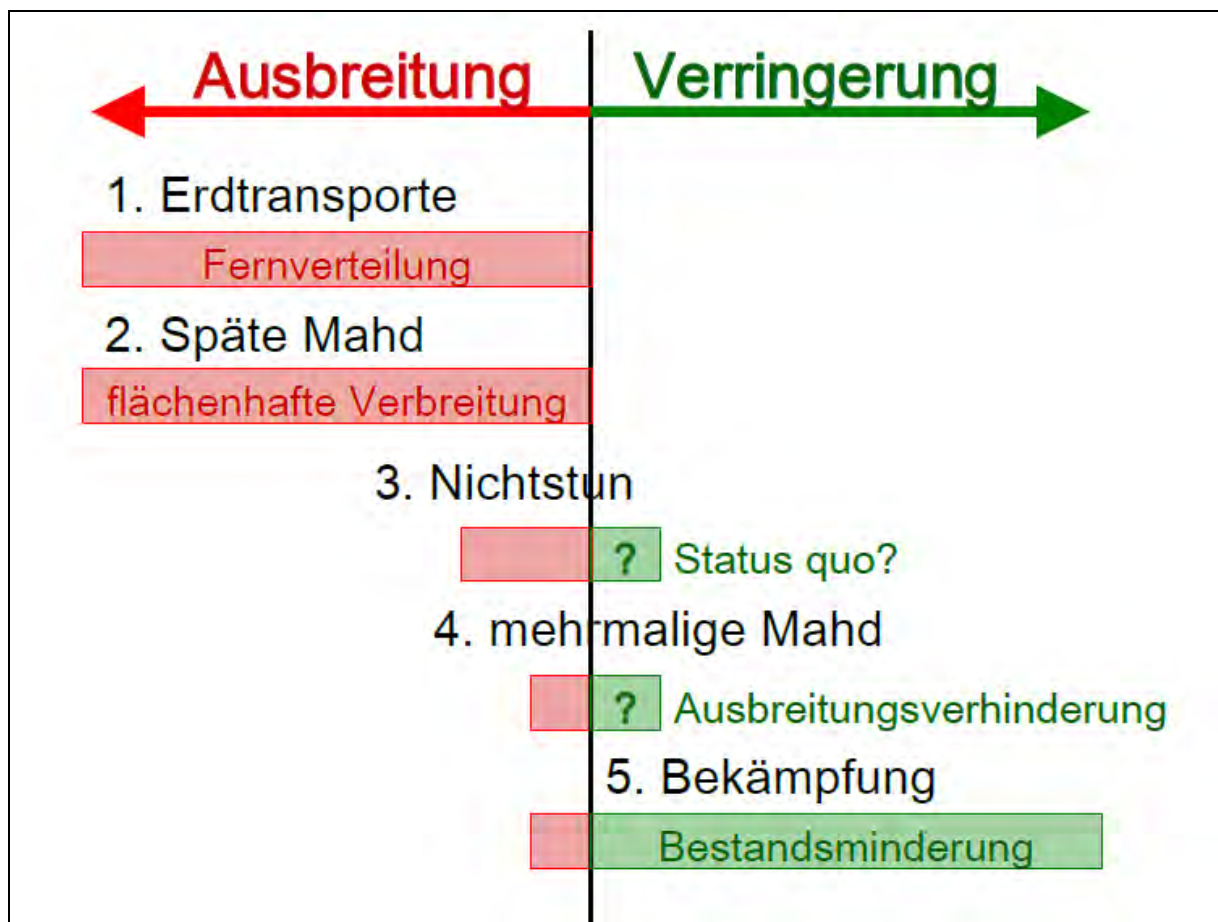 Ausbreitung Verringerung
1. Erdtransporte
Fernverteilung
2. Späte Mahd
flächenhafte Verbreitung
3. Nichtstun
? Status quo?
4. mehrmalige Mahd
? Ausbreitungsverhinderung
5. Bekämpfung
Bestandsminderung